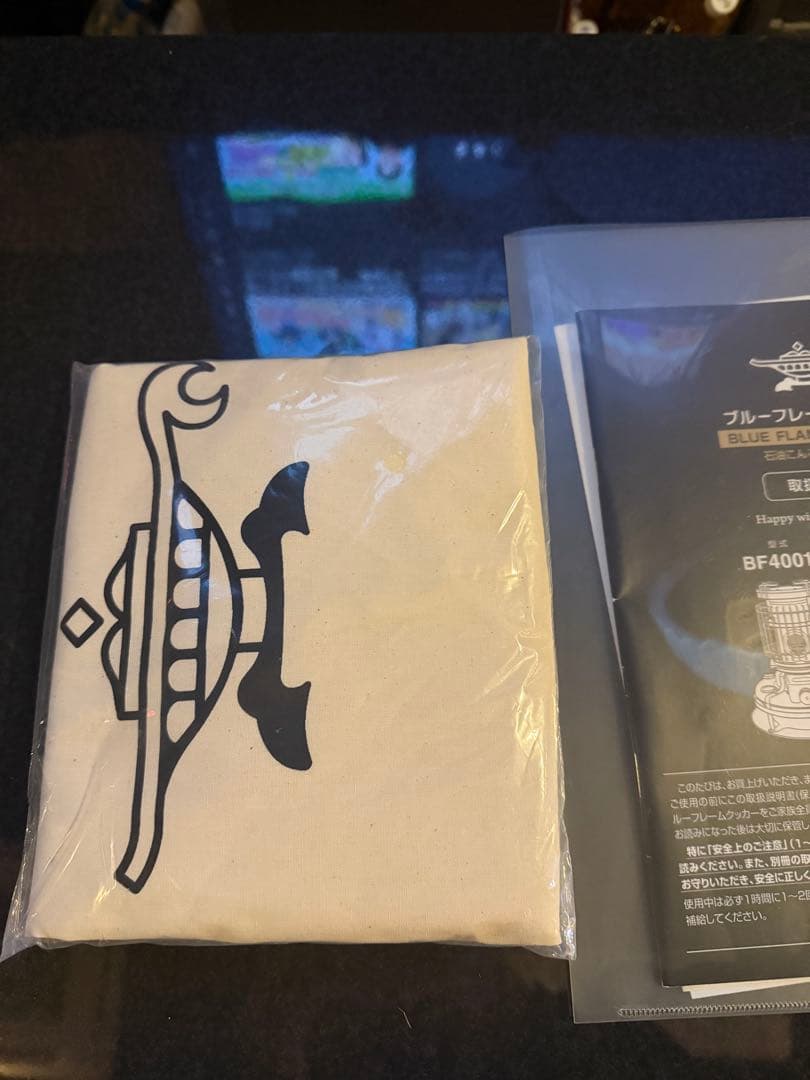 ブルーフレー
BLUE FLAM
石油こん
取扱
Happy wi
型式
BF4001
このたびは、お買上げいただき、ま
ご使用の前にこの取扱説明書(保
ルーフレームクッカーをご家族全
お読みになった後は大切に保管し
特に「安全上のご注意」(1〜
読みください。また、別冊の取
お守りいただき、安全に正しく
使用中は必ず1時間に1〜2回
補給してください。